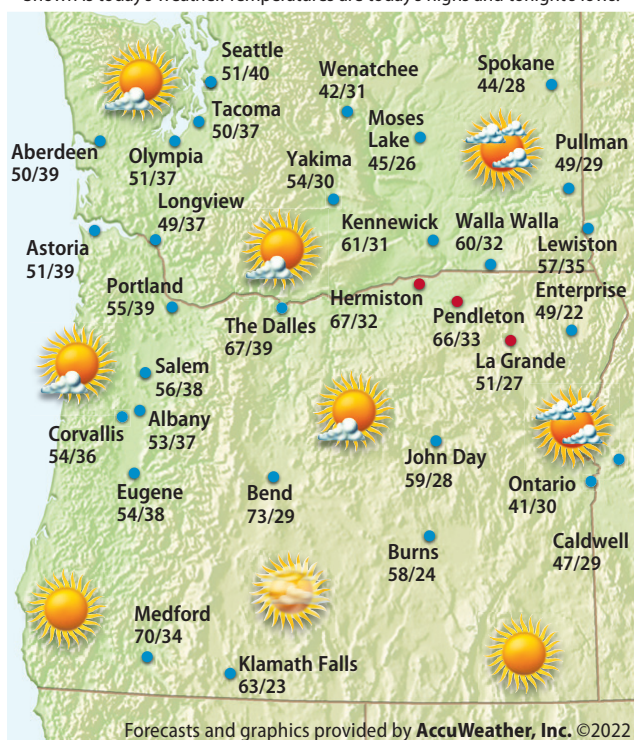 Seattle
51/40
Wenatchee
42/31
Spokane
44/28
Tacoma
50/37
Moses
Lake
45/26
Aberdeen
50/39
Olympia
51/37
Yakima
54/30
Pullman
49/29
Longview
49/37
Kennewick
61/31
Walla Walla
60/32
Lewiston
57/35
Astoria
51/39
Portland
55/39
The Dalles
67/39
Hermiston
67/32
Pendleton
66/33
Enterprise
49/22
La Grande
51/27
Salem
56/38
Albany
53/37
Corvallis
54/36
John Day
59/28
Eugene
54/38
Bend
73/29
Ontario
41/30
Burns
58/24
Caldwell
47/29
Medford
70/34
Klamath Falls
63/23
Forecasts and graphics provided by AccuWeather, Inc. ©2022